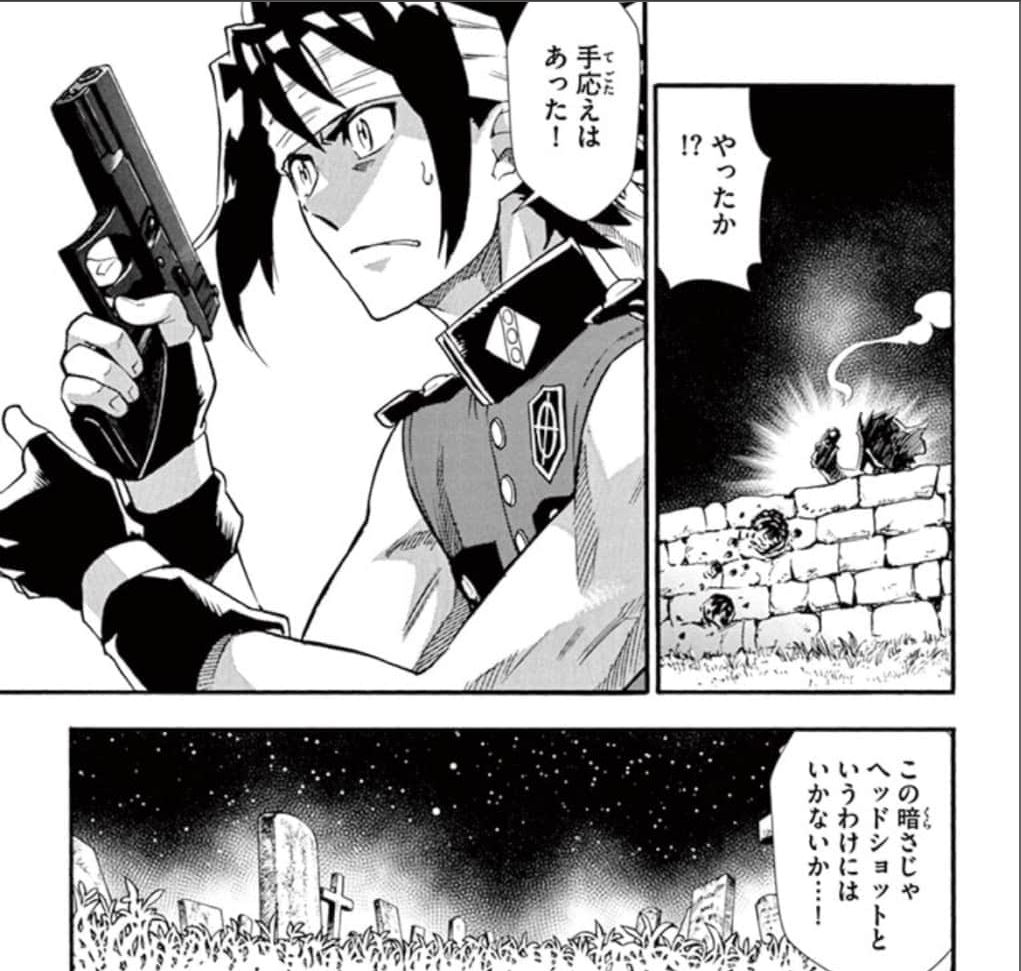 やったか
!?
手応えは
あった!
この暗さじゃ
ヘッドショットと
いうわけには
いかないか……!